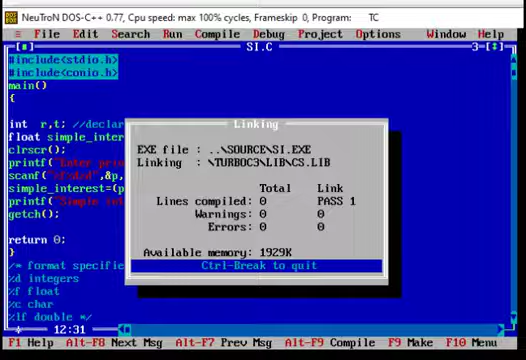 NeuTroN DOS-C++ 0.77, Cpu speed: max 100% cycles, Frameskip 0, Program: TC
≡ File Edit Search Run Compile Debug Project Options Window Help
[■] SI.C 3=[↕]
#include<stdio.h>
#include<conio.h>
main()
{
int r,t; //declar
float simple_inter
clrscr();
printf("Enter prin
scanf("%f%d%d",&p,
simple_interest=(p
printf("Simple int
getch();
return 0;
}
/* format specifie
%d integers
%f float
%c char
%lf double */
12:31
Linking
EXE file : ..\SOURCE\SI.EXE
Linking : \TURBOC3\LIB\CS.LIB
Total Link
Lines compiled: 0 PASS 1
Warnings: 0 0
Errors: 0 0
Available memory: 1929K
Ctrl-Break to quit
F1 Help Alt-F8 Next Msg Alt-F7 Prev Msg Alt-F9 Compile F9 Make F10 Menu